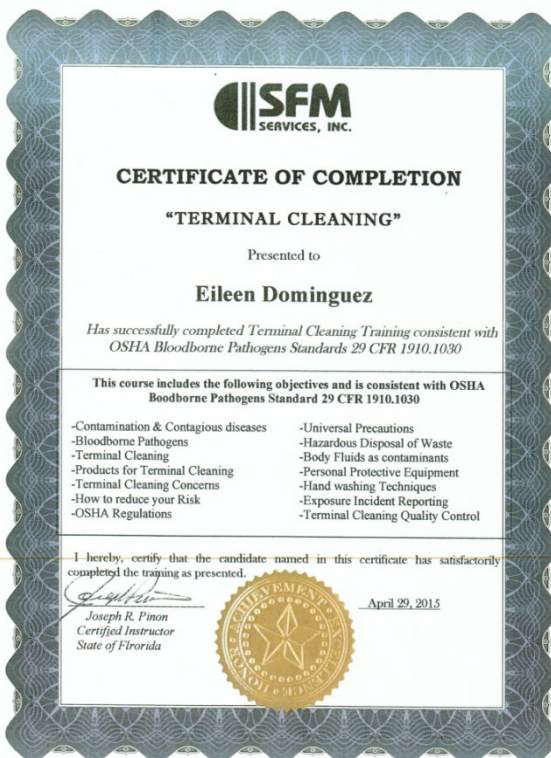 SFM
SERVICES, INC.
CERTIFICATE OF COMPLETION
“TERMINAL CLEANING”
Presented to
Eileen Dominguez
Has successfully completed Terminal Cleaning Training consistent with
OSHA Bloodborne Pathogens Standards 29 CFR 1910.1030
This course includes the following objectives and is consistent with OSHA
Boodborne Pathogens Standard 29 CFR 1910.1030
-Contamination & Contagious diseases
-Bloodborne Pathogens
-Terminal Cleaning
-Products for Terminal Cleaning
-Terminal Cleaning Concerns
-How to reduce your Risk
-OSHA Regulations
-Universal Precautions
-Hazardous Disposal of Waste
-Body Fluids as contaminants
-Personal Protective Equipment
-Hand washing Techniques
-Exposure Incident Reporting
-Terminal Cleaning Quality Control
I hereby, certify that the candidate named in this certificate has satisfactorily
completed the training as presented.
Joseph R. Pinon
Certified Instructor
State of Flrorida
ACHIEVEMENT EXCELLENCE HONOR
April 29, 2015